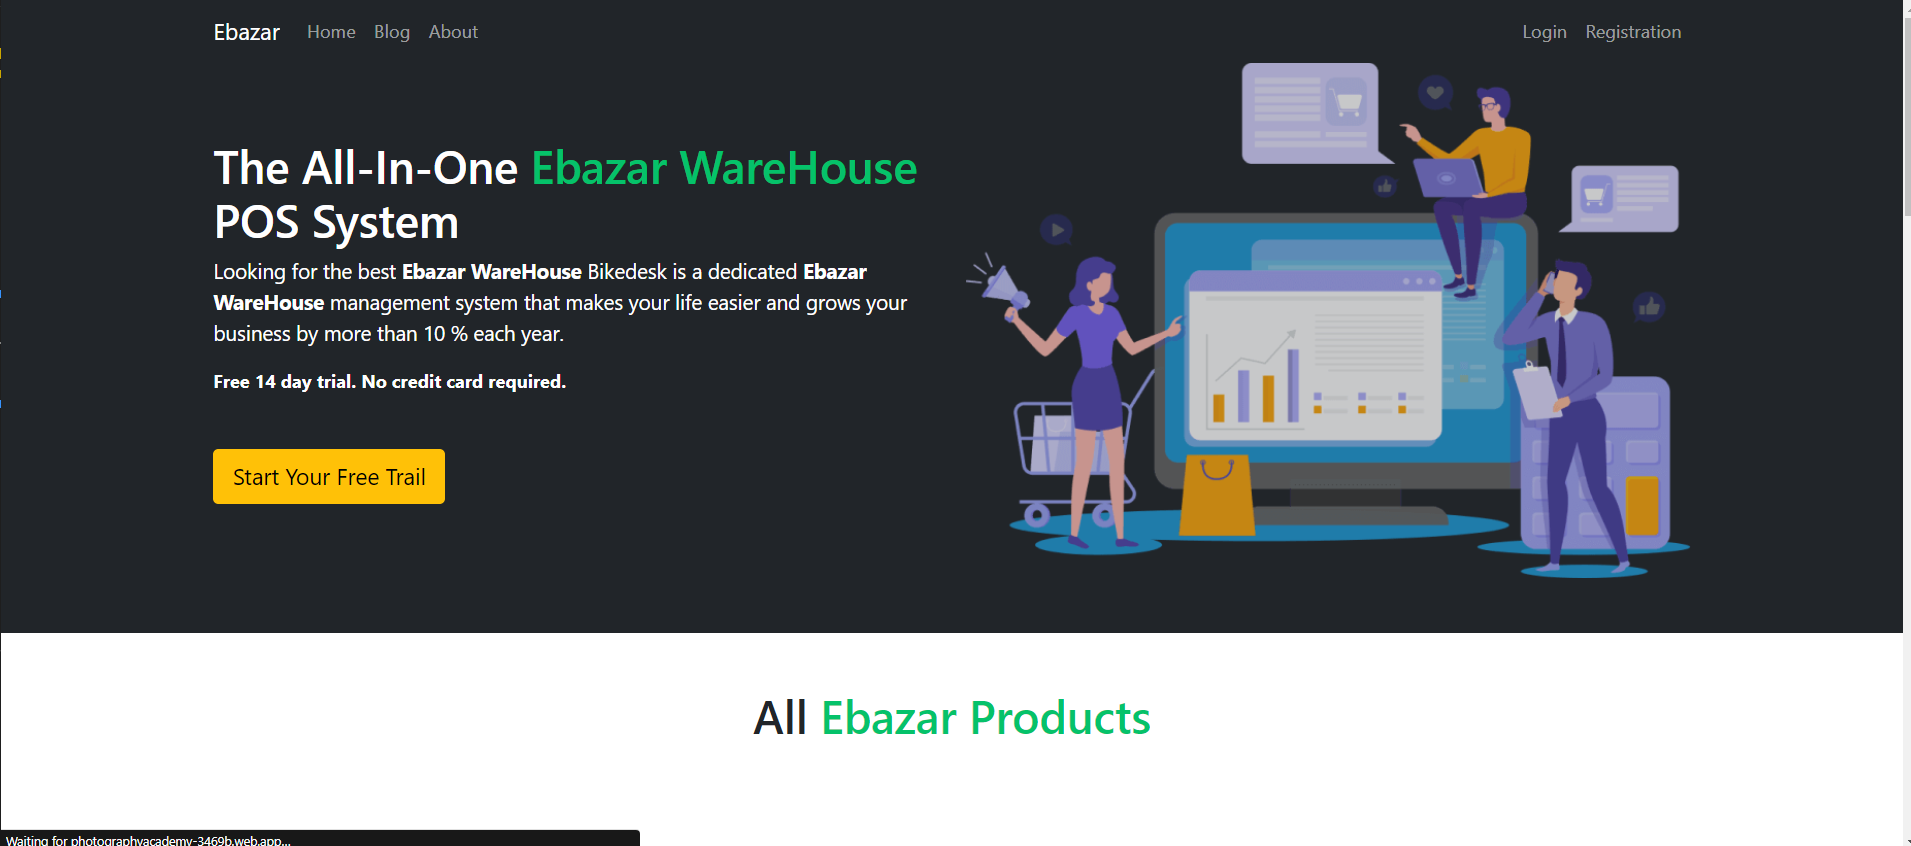 Ebazar Home Blog About Login Registration
The All-In-One Ebazar WareHouse
POS System
Looking for the best Ebazar WareHouse Bikedesk is a dedicated Ebazar
WareHouse management system that makes your life easier and grows your
business by more than 10 % each year.
Free 14 day trial. No credit card required.
Start Your Free Trail
All Ebazar Products
Waiting for photographyacademy-3469b.web.app...